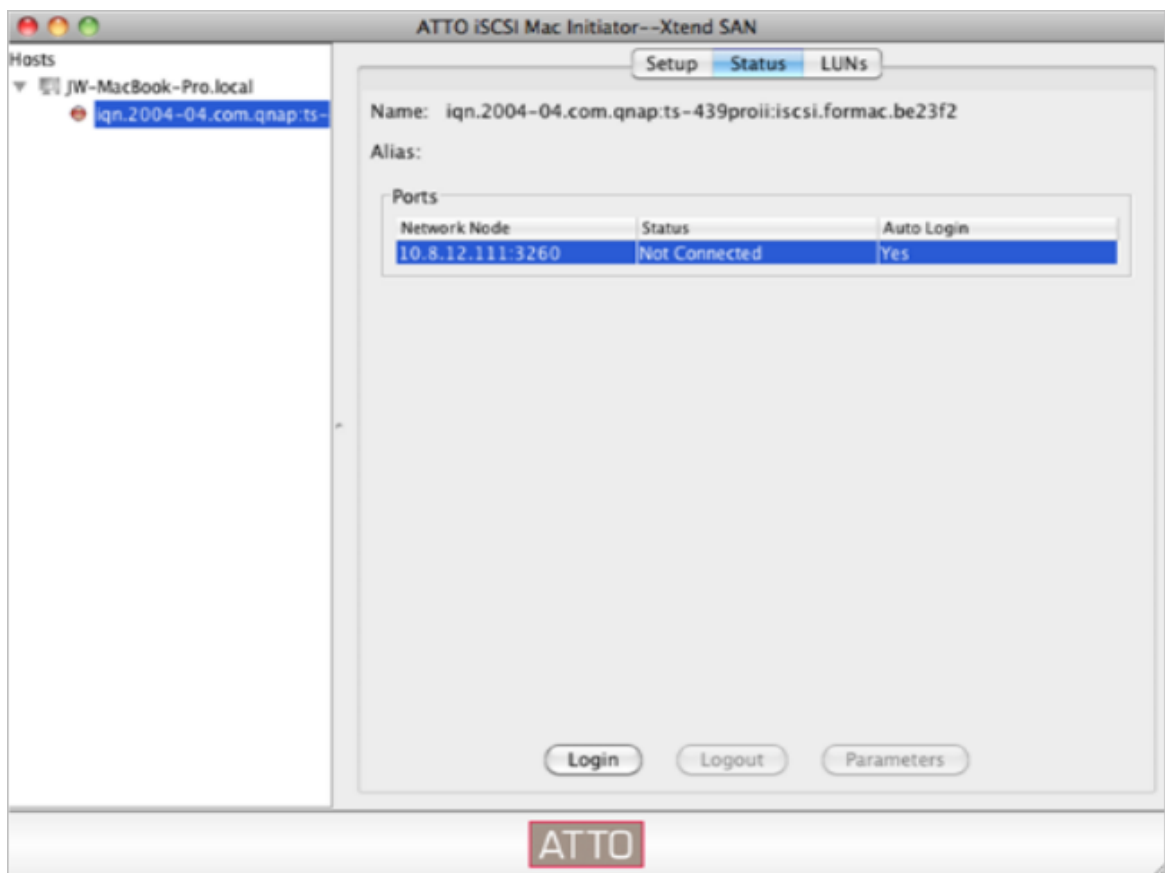 ATTO iSCSI Mac Initiator--Xtend SAN
Hosts
JW-MacBook-Pro.local
iqn.2004-04.com.qnap:ts-
Setup Status LUNs
Name: iqn.2004-04.com.qnap:ts-439proii:iscsi.formac.be23f2
Alias:
Ports
Network Node Status Auto Login
10.8.12.111:3260 Not Connected Yes
Login Logout Parameters
ATTO